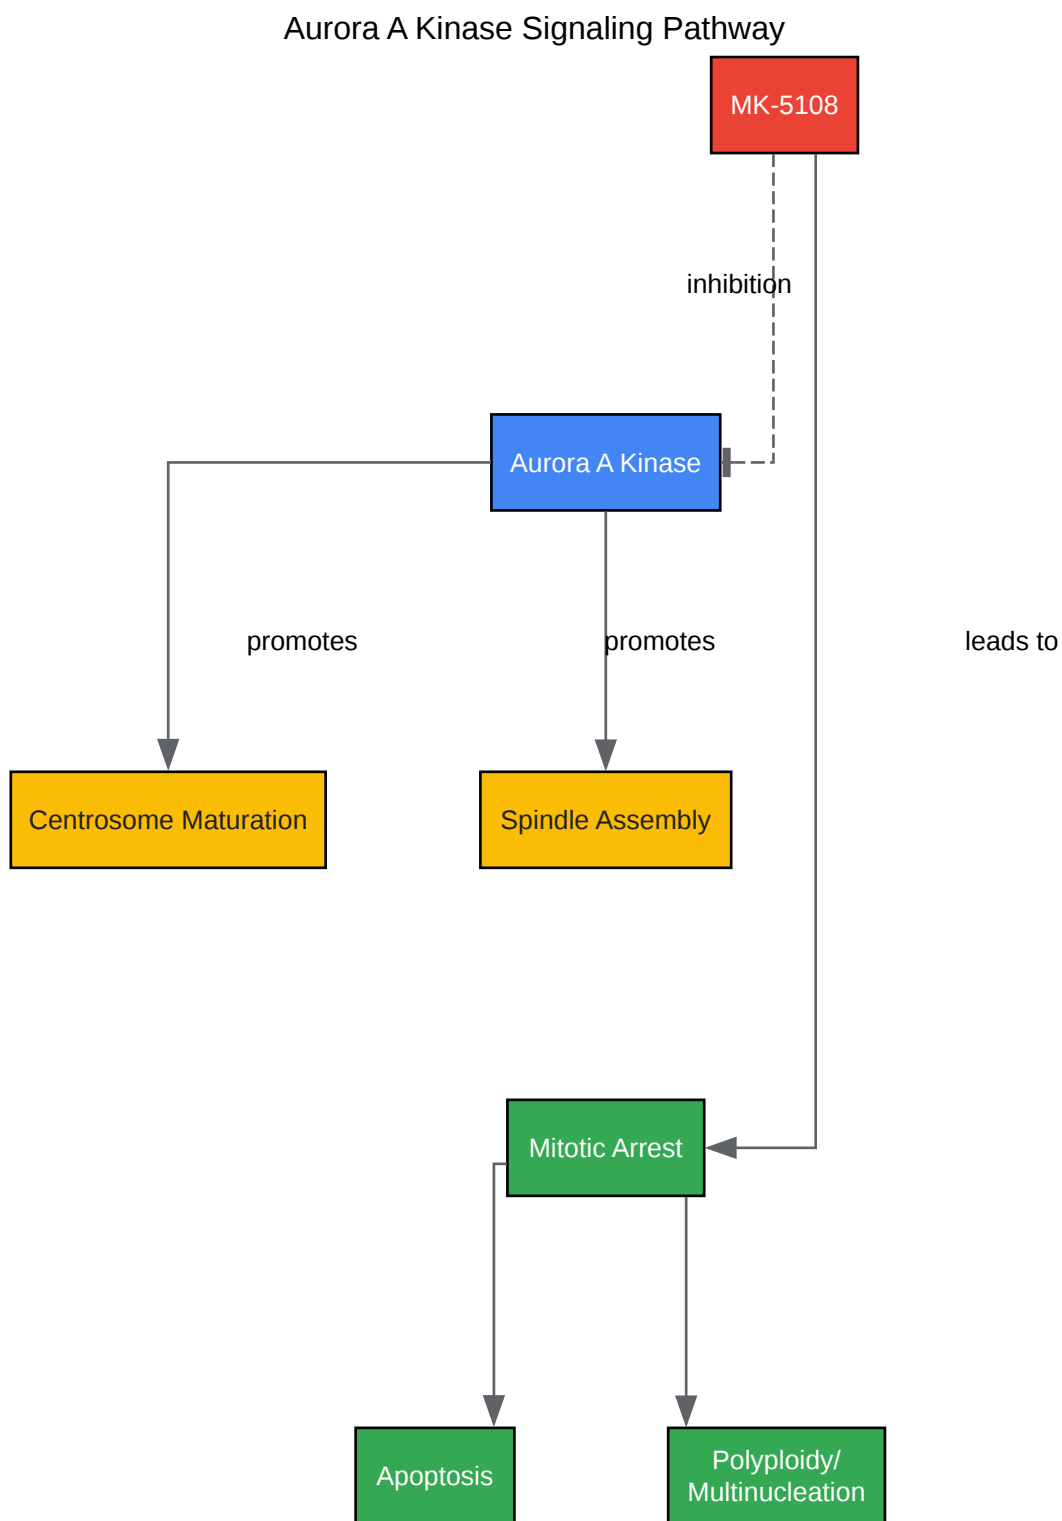 Aurora A Kinase Signaling Pathway
MK-5108
inhibition
Aurora A Kinase
promotes
promotes
leads to
Centrosome Maturation
Spindle Assembly
Mitotic Arrest
Apoptosis
Polyploidy/
Multinucleation